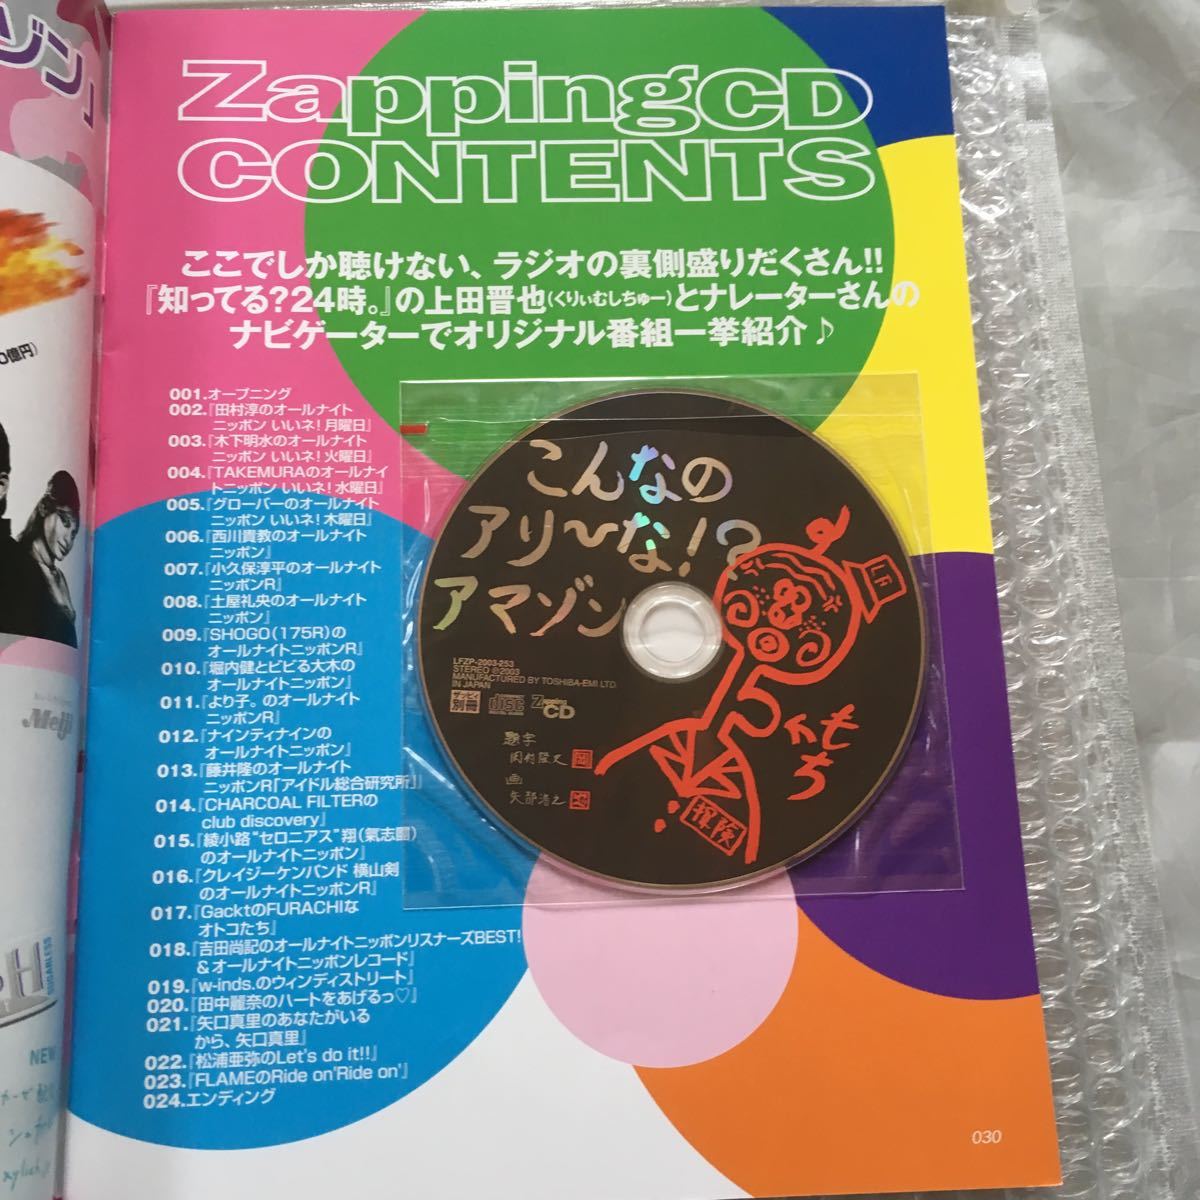 ゾン」
0億円)
Meiji
SUGARLESS
NEW
ZappingCD
CONTENTS
ここでしか聴けない、ラジオの裏側盛りだくさん!!
『知ってる?24時。』の上田晋也(くりぃむしちゅー)とナレーターさんの
ナビゲーターでオリジナル番組一挙紹介♪
001.オープニング
002.『田村淳のオールナイト
ニッポン いいネ!月曜日』
003.『木下明水のオールナイト
ニッポン いいネ!火曜日』
004.『TAKEMURAのオールナイ
トニッポン いいネ!水曜日』
005.『グローバーのオールナイト
ニッポン いいネ!木曜日』
006.『西川貴教のオールナイト
ニッポン』
007.『小久保淳平のオールナイト
ニッポンR』
008.『土屋礼央のオールナイト
ニッポン』
009.『SHOGO(175R)の
オールナイトニッポンR』
010.『堀内健とビビる大木の
オールナイトニッポン』
011.『より子。のオールナイト
ニッポンR』
012.『ナインティナインの
オールナイトニッポン』
013.『藤井隆のオールナイト
ニッポンR「アイドル総合研究所」』
014.『CHARCOAL FILTERの
club discovery』
015.『綾小路“セロニアス”翔(氣志團)
のオールナイトニッポン』
016.『クレイジーケンバンド 横山剣
のオールナイトニッポンR』
017.『GacktのFURACHIな
オトコたち』
018.『吉田尚記のオールナイトニッポンリスナーズBEST!
&オールナイトニッポンレコード』
019.『w-inds.のウィンディストリート』
020.『田中麗奈のハートをあげるっ♡』
021.『矢口真里のあなたがいる
から、矢口真里』
022.『松浦亜弥のLet's do it!!』
023.『FLAMEのRide on'Ride on'』
024.エンディング
こんなの
アリ〜な!?
アマゾン
LFZP-2003-253
STEREO ℗2003
MANUFACTURED BY TOSHIBA-EMI LTD.
IN JAPAN
ザッピィ
別冊
disc
Zapping
CD
題字
岡村隆史
画
矢部浩之
LF
もち
探険
030